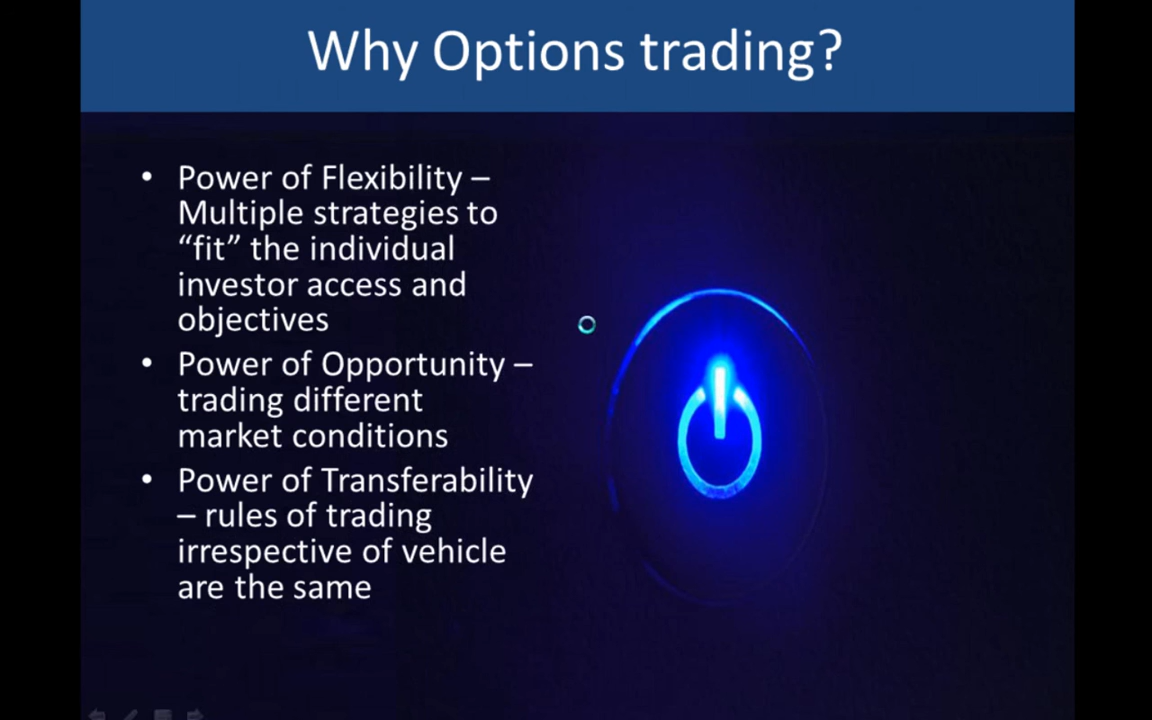 Why Options trading?
• Power of Flexibility –
Multiple strategies to
“fit” the individual
investor access and
objectives
• Power of Opportunity –
trading different
market conditions
• Power of Transferability
– rules of trading
irrespective of vehicle
are the same